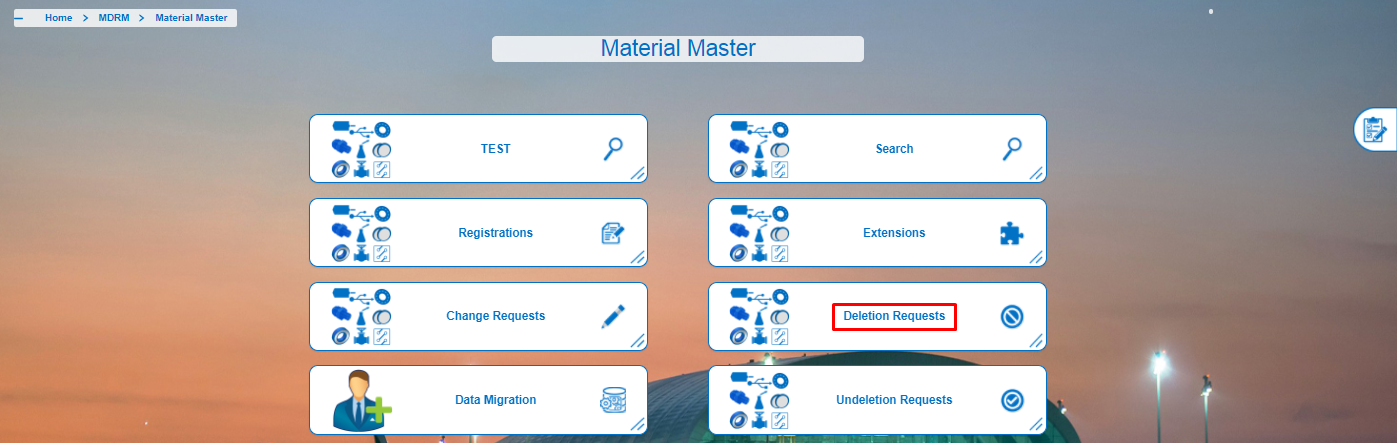 Home > MDRM > Material Master
Material Master
TEST
Search
Registrations
Extensions
Change Requests
Deletion Requests
Data Migration
Undeletion Requests